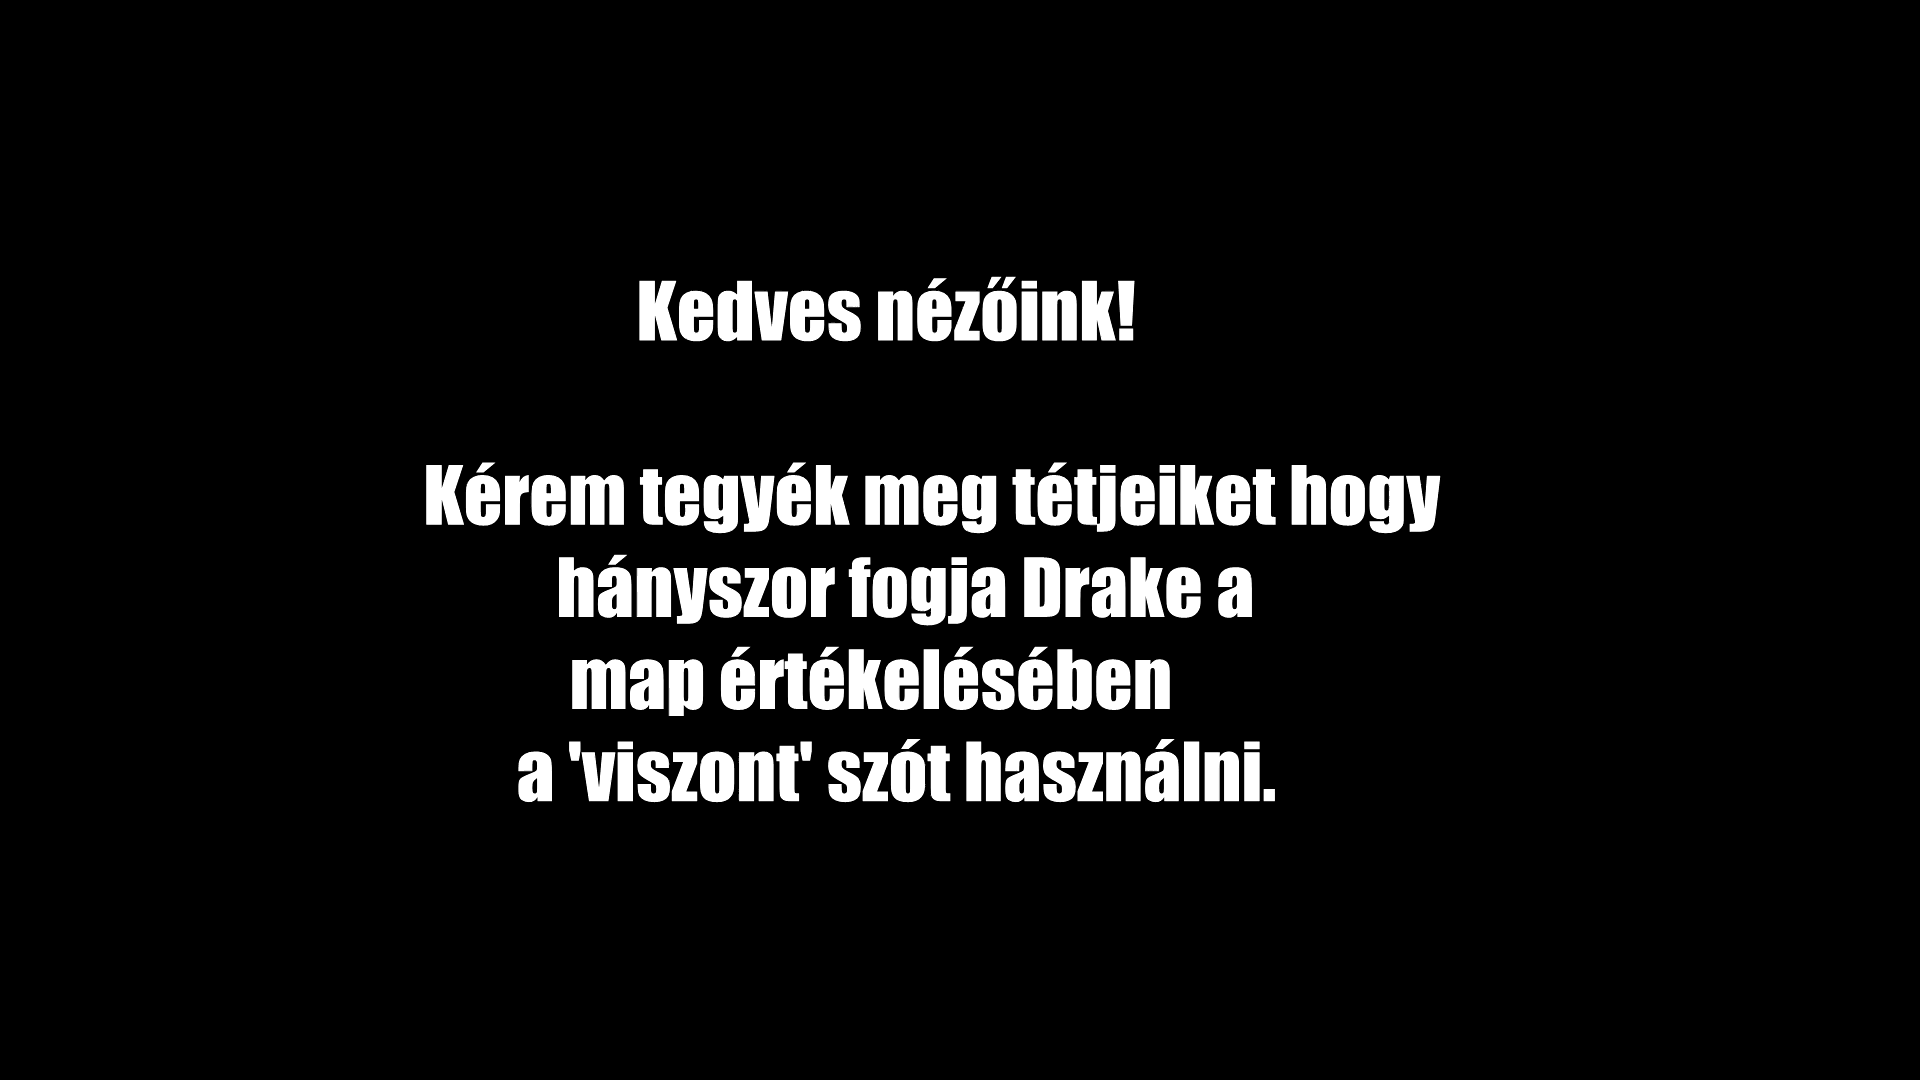 Kedves nézőink!
Kérem tegyék meg tétjeiket hogy
hányszor fogja Drake a
map értékelésében
a 'viszont' szót használni.